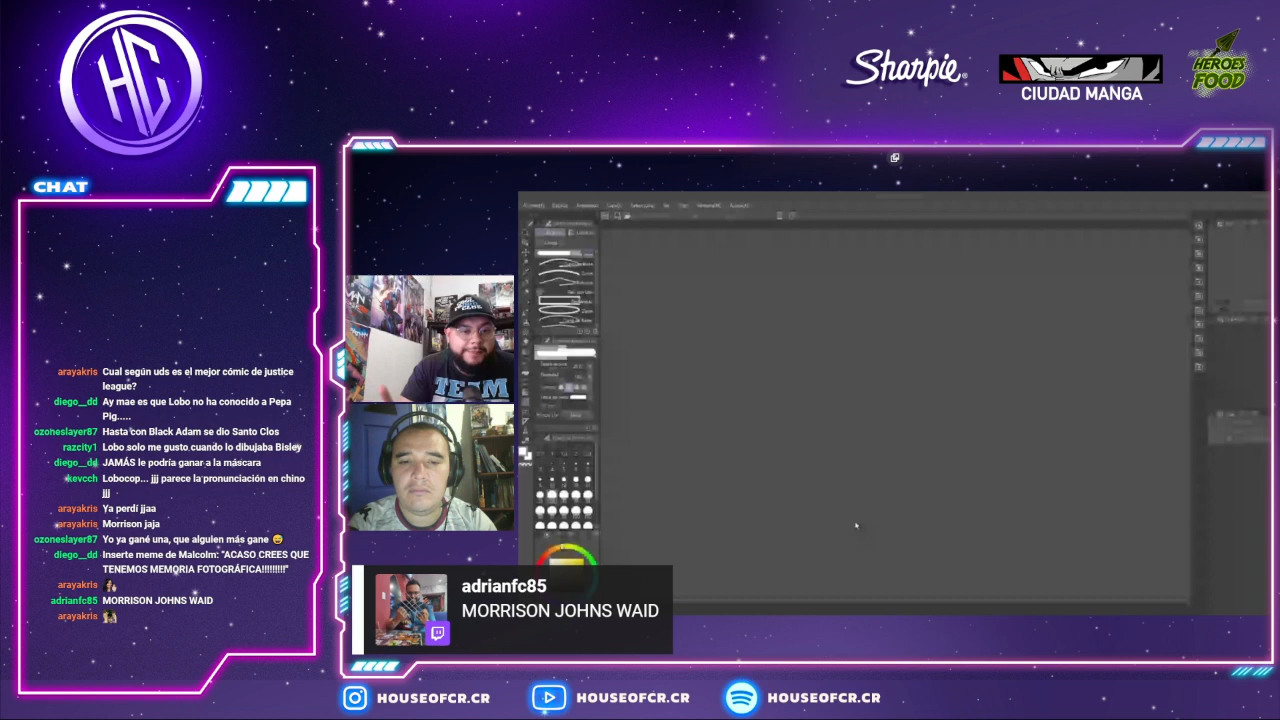 HC
Sharpie®
CIUDAD MANGA
HEROES
FOOD
CHAT
arayakris Cual según uds es el mejor cómic de justice
league?
diego__dd Ay mae es que Lobo no ha conocido a Pepa
Pig.....
ozoneslayer87 Hasta con Black Adam se dio Santo Clos
razcity1 Lobo solo me gusto cuando lo dibujaba Bisley
diego__dd JAMÁS le podría ganar a la máscara
kevcch Lobocop... jjj parece la pronunciación en chino
jjj
arayakris Ya perdí jjaa
arayakris Morrison jaja
ozoneslayer87 Yo ya gané una, que alguien más gane 😅
diego__dd Inserte meme de Malcolm: "ACASO CREES QUE
TENEMOS MEMORIA FOTOGRÁFICA!!!!!!!!"
arayakris
adrianfc85 MORRISON JOHNS WAID
arayakris
TEAM
adrianfc85
MORRISON JOHNS WAID
HOUSEOFCR.CR
HOUSEOFCR.CR
HOUSEOFCR.CR